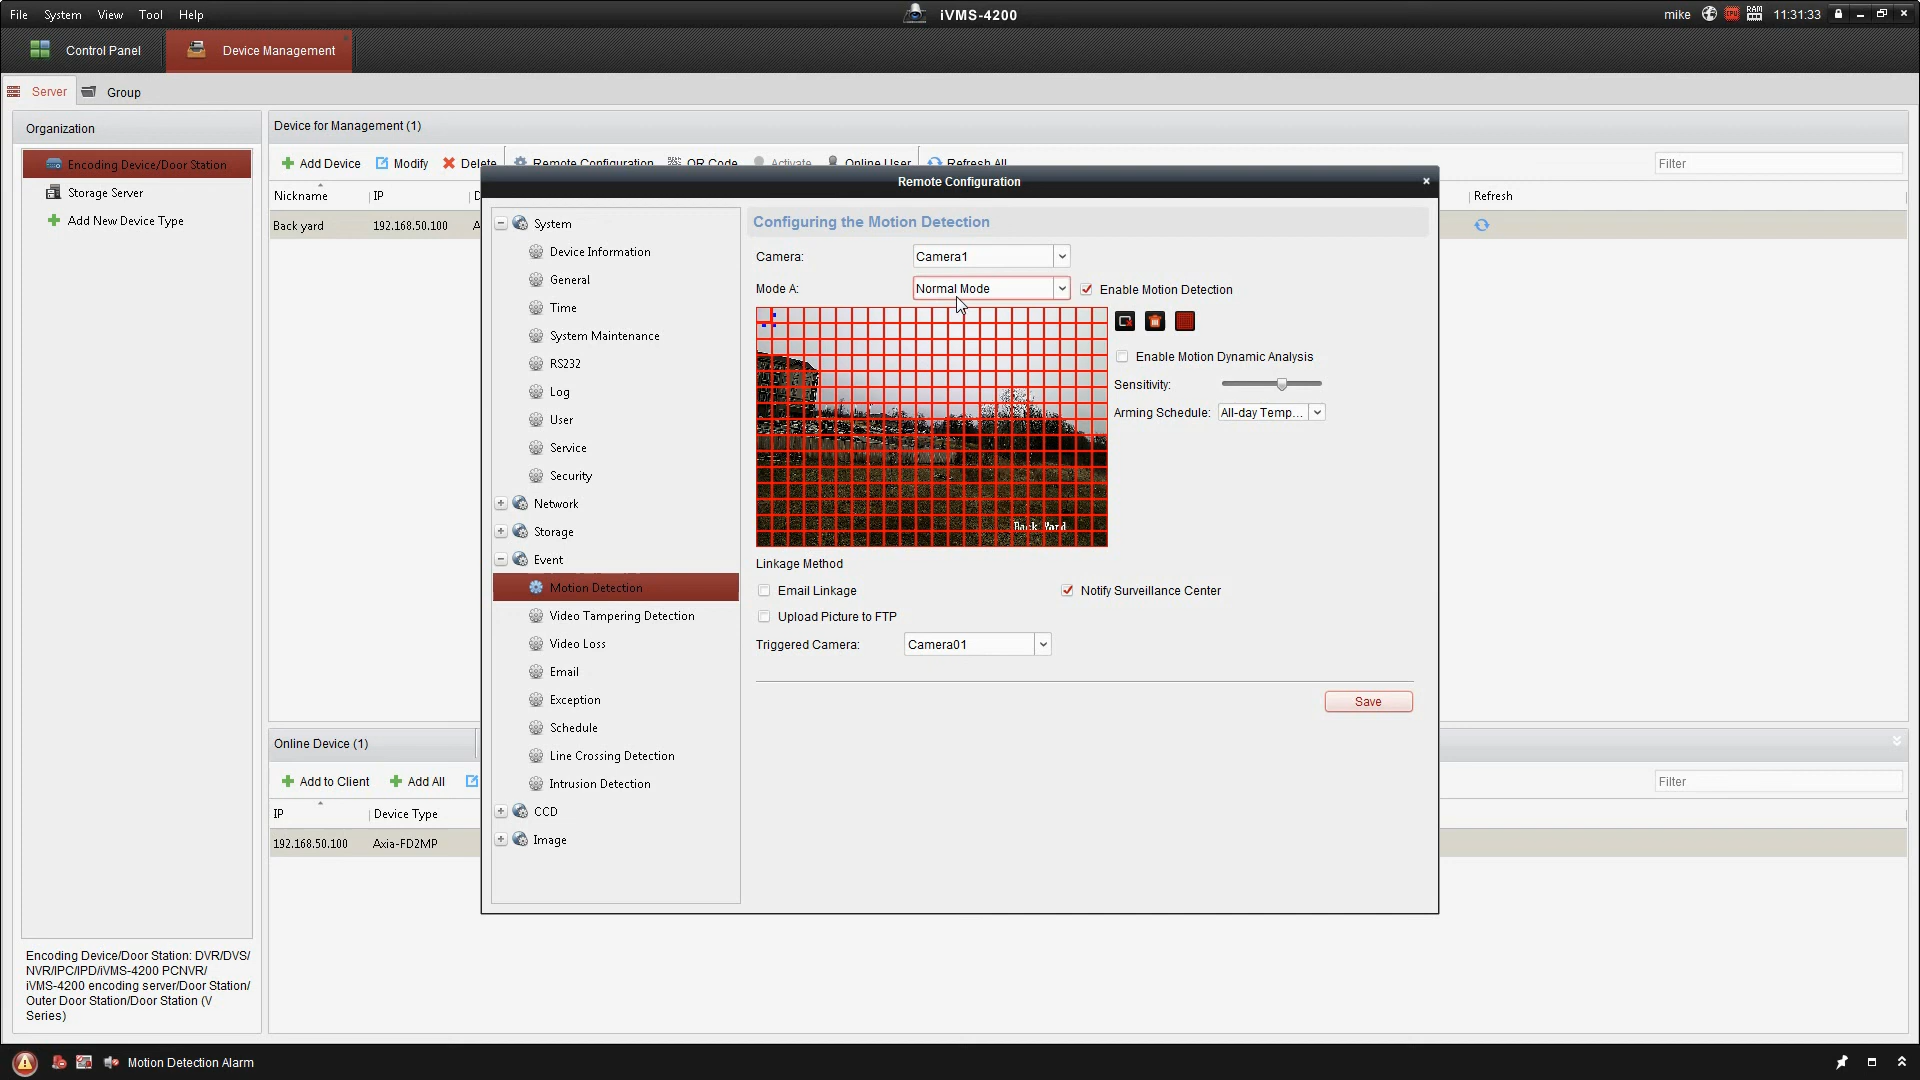 File System View Tool Help
iVMS-4200
mike
CPU
RAM
11:31:33
Control Panel
Device Management
Server
Group
Organization
Encoding Device/Door Station
Storage Server
Add New Device Type
Encoding Device/Door Station: DVR/DVS/
NVR/IPC/IPD/iVMS-4200 PCNVR/
iVMS-4200 encoding server/Door Station/
Outer Door Station/Door Station (V
Series)
Device for Management (1)
Add Device Modify Delete Remote Configuration QR Code Activate Online User Refresh All
Filter
Nickname IP D Refresh
Back yard 192.168.50.100 A
Remote Configuration
System
Device Information
General
Time
System Maintenance
RS232
Log
User
Service
Security
Network
Storage
Event
Motion Detection
Video Tampering Detection
Video Loss
Email
Exception
Schedule
Line Crossing Detection
Intrusion Detection
CCD
Image
Configuring the Motion Detection
Camera: Camera1
Mode A: Normal Mode Enable Motion Detection
Enable Motion Dynamic Analysis
Sensitivity:
Arming Schedule: All-day Temp...
Back Yard
Linkage Method
Email Linkage Notify Surveillance Center
Upload Picture to FTP
Triggered Camera: Camera01
Save
Online Device (1)
Add to Client Add All
Filter
IP Device Type
192.168.50.100 Axia-FD2MP
Motion Detection Alarm